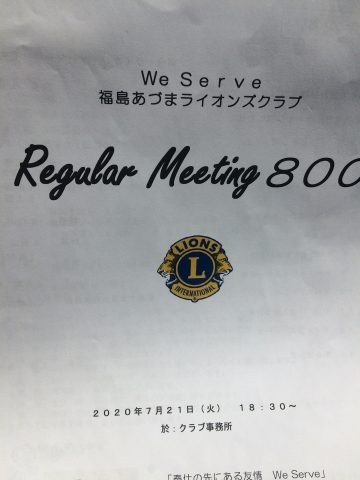 We Serve
福島あづまライオンズクラブ
Regular Meeting 800
LIONS
L
INTERNATIONAL
2020年7月21日（火） 18：30～
於：クラブ事務所
「奉仕の先にある友情 We Serve」